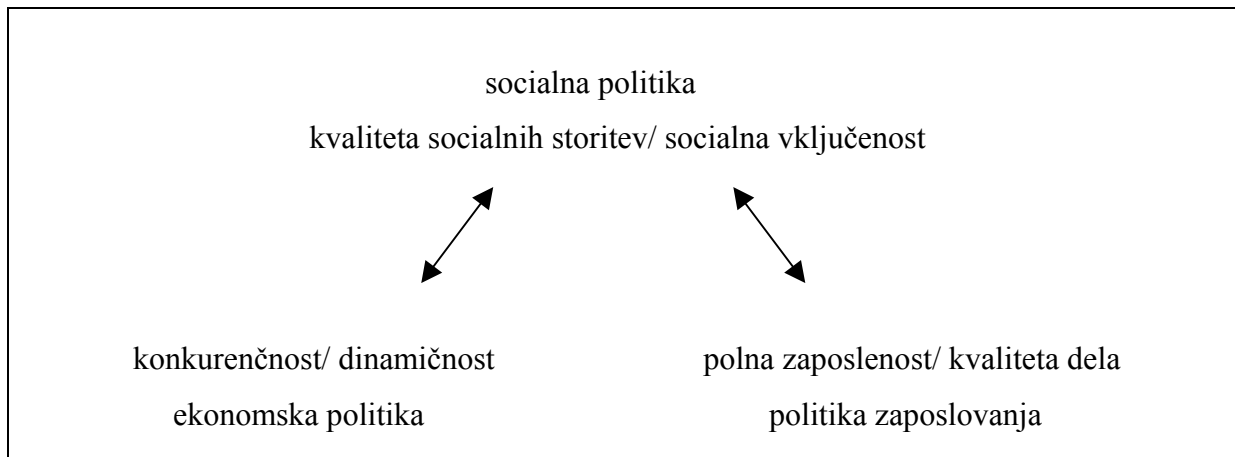 socialna politika
kvaliteta socialnih storitev/ socialna vključenost
konkurenčnost/ dinamičnost
ekonomska politika
polna zaposlenost/ kvaliteta dela
politika zaposlovanja